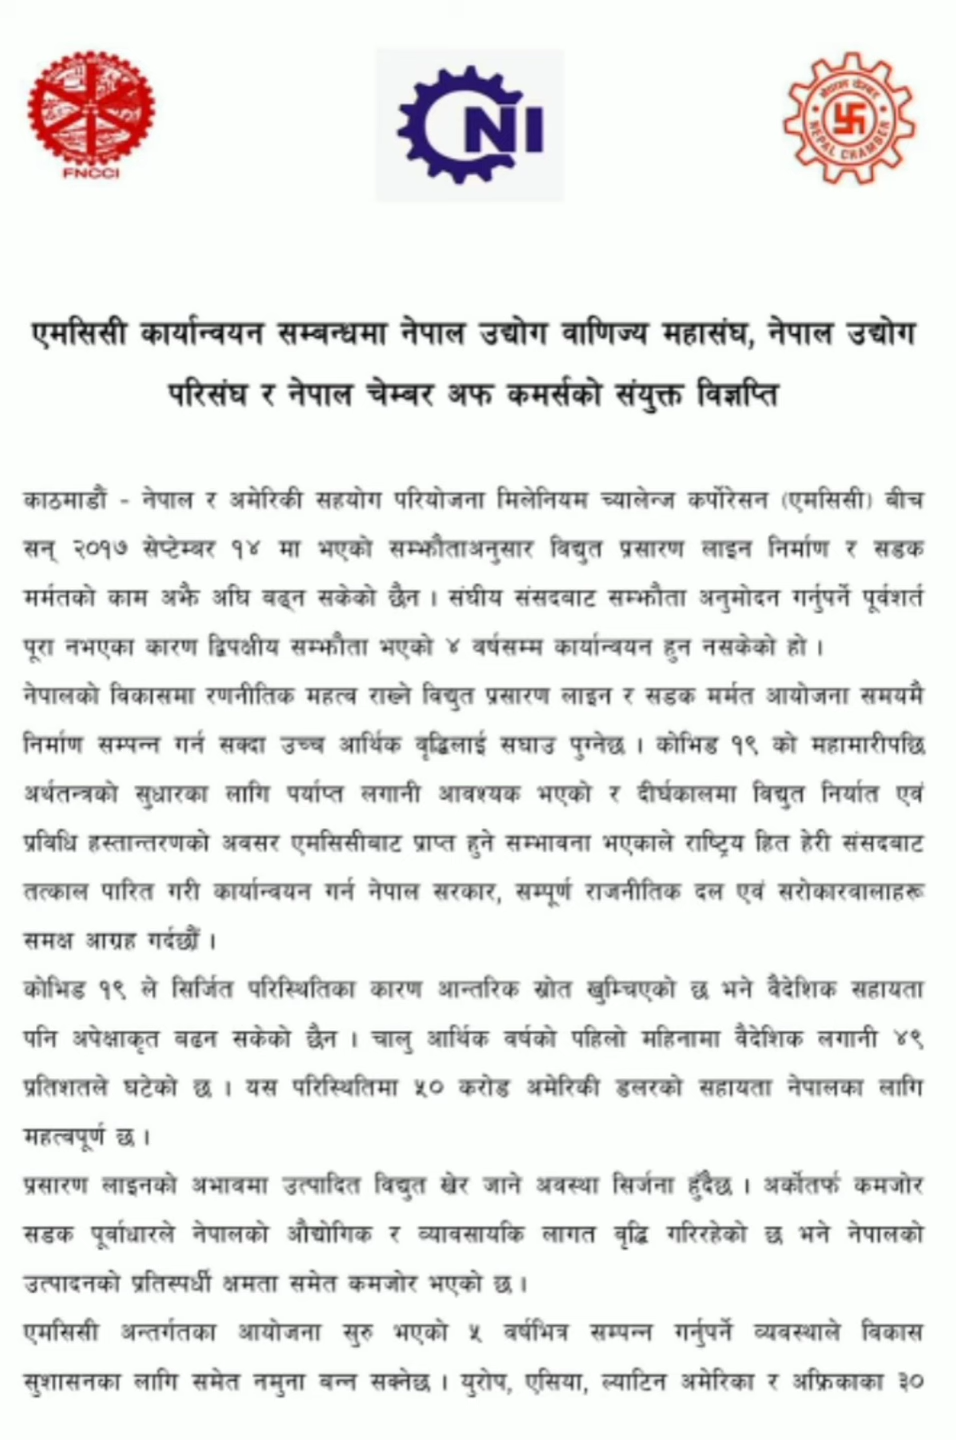 FNCCI
CNI
नेपाल चेम्बर
NEPAL CHAMBER
एमसिसी कार्यान्वयन सम्बन्धमा नेपाल उद्योग वाणिज्य महासंघ, नेपाल उद्योग
परिसंघ र नेपाल चेम्बर अफ कमर्सको संयुक्त विज्ञप्ति
काठमाडौं - नेपाल र अमेरिकी सहयोग परियोजना मिलेनियम च्यालेन्ज कर्पोरेसन (एमसिसी) बीच
सन् २०१७ सेप्टेम्बर १४ मा भएको सम्झौताअनुसार विद्युत प्रसारण लाइन निर्माण र सडक
मर्मतको काम अझै अघि बढ्न सकेको छैन । संघीय संसदबाट सम्झौता अनुमोदन गर्नुपर्ने पूर्वशर्त
पूरा नभएका कारण द्विपक्षीय सम्झौता भएको ४ वर्षसम्म कार्यान्वयन हुन नसकेको हो ।
नेपालको विकासमा रणनीतिक महत्व राख्ने विद्युत प्रसारण लाइन र सडक मर्मत आयोजना समयमै
निर्माण सम्पन्न गर्न सक्दा उच्च आर्थिक वृद्धिलाई सघाउ पुग्नेछ । कोभिड १९ को महामारीपछि
अर्थतन्त्रको सुधारका लागि पर्याप्त लगानी आवश्यक भएको र दीर्घकालमा विद्युत निर्यात एवं
प्रविधि हस्तान्तरणको अवसर एमसिसीबाट प्राप्त हुने सम्भावना भएकाले राष्ट्रिय हित हेरी संसदबाट
तत्काल पारित गरी कार्यान्वयन गर्न नेपाल सरकार, सम्पूर्ण राजनीतिक दल एवं सरोकारवालाहरू
समक्ष आग्रह गर्दछौं ।
कोभिड १९ ले सिर्जित परिस्थितिका कारण आन्तरिक स्रोत खुम्चिएको छ भने वैदेशिक सहायता
पनि अपेक्षाकृत बढन सकेको छैन । चालु आर्थिक वर्षको पहिलो महिनामा वैदेशिक लगानी ४९
प्रतिशतले घटेको छ । यस परिस्थितिमा ५० करोड अमेरिकी डलरको सहायता नेपालका लागि
महत्वपूर्ण छ ।
प्रसारण लाइनको अभावमा उत्पादित विद्युत खेर जाने अवस्था सिर्जना हुँदैछ । अर्कोतर्फ कमजोर
सडक पूर्वाधारले नेपालको औद्योगिक र व्यावसायकि लागत वृद्धि गरिरहेको छ भने नेपालको
उत्पादनको प्रतिस्पर्धी क्षमता समेत कमजोर भएको छ ।
एमसिसी अन्तर्गतका आयोजना सुरु भएको ५ वर्षभित्र सम्पन्न गर्नुपर्ने व्यवस्थाले विकास
सुशासनका लागि समेत नमुना बन्न सक्नेछ । युरोप, एसिया, ल्याटिन अमेरिका र अफ्रिकाका ३०